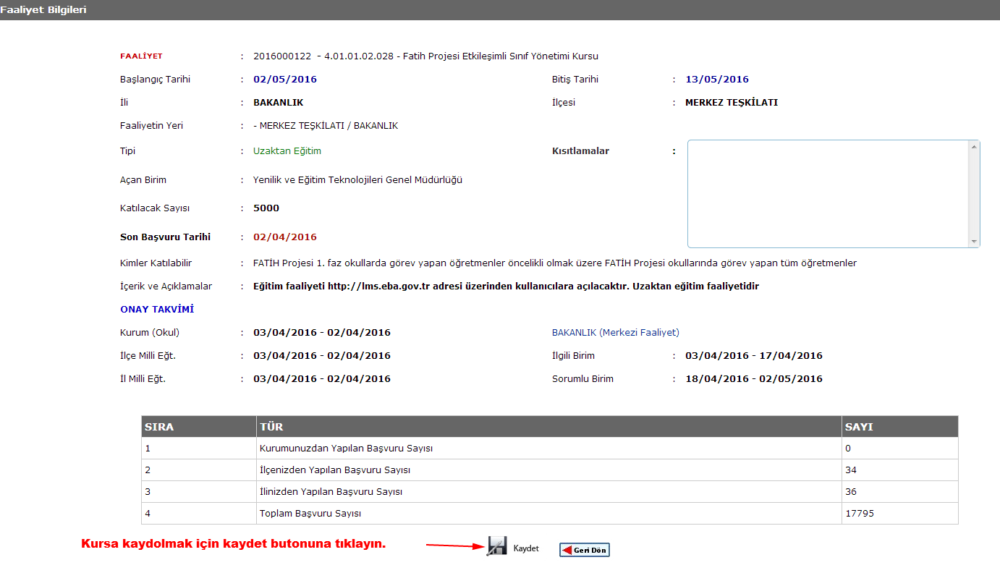 Faaliyet Bilgileri
FAALİYET : 2016000122 - 4.01.01.02.028 - Fatih Projesi Etkileşimli Sınıf Yönetimi Kursu
Başlangıç Tarihi : 02/05/2016 Bitiş Tarihi : 13/05/2016
İli : BAKANLIK İlçesi : MERKEZ TEŞKİLATI
Faaliyetin Yeri : - MERKEZ TEŞKİLATI / BAKANLIK
Tipi : Uzaktan Eğitim Kısıtlamalar :
Açan Birim : Yenilik ve Eğitim Teknolojileri Genel Müdürlüğü
Katılacak Sayısı : 5000
Son Başvuru Tarihi : 02/04/2016
Kimler Katılabilir : FATİH Projesi 1. faz okullarda görev yapan öğretmenler öncelikli olmak üzere FATİH Projesi okullarında görev yapan tüm öğretmenler
İçerik ve Açıklamalar : Eğitim faaliyeti http://lms.eba.gov.tr adresi üzerinden kullanıcılara açılacaktır. Uzaktan eğitim faaliyetidir
ONAY TAKVİMİ
Kurum (Okul) : 03/04/2016 - 02/04/2016 BAKANLIK (Merkezi Faaliyet)
İlçe Milli Eğt. : 03/04/2016 - 02/04/2016 İlgili Birim : 03/04/2016 - 17/04/2016
İl Milli Eğt. : 03/04/2016 - 02/04/2016 Sorumlu Birim : 18/04/2016 - 02/05/2016
SIRA TÜR SAYI
1 Kurumunuzdan Yapılan Başvuru Sayısı 0
2 İlçenizden Yapılan Başvuru Sayısı 34
3 İlinizden Yapılan Başvuru Sayısı 36
4 Toplam Başvuru Sayısı 17795
Kursa kaydolmak için kaydet butonuna tıklayın. Kaydet Geri Dön